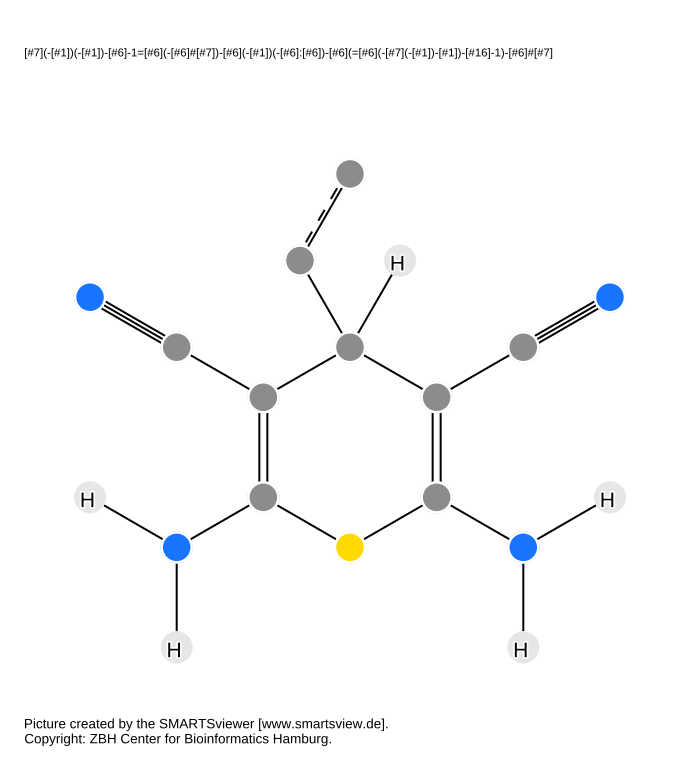 [#7](-[#1])(-[#1])-[#6]-1=[#6](-[#6]#[#7])-[#6](-[#1])(-[#6]:[#6])-[#6](=[#6](-[#7](-[#1])-[#1])-[#16]-1)-[#6]#[#7]
H
H
H
H
H
Picture created by the SMARTSviewer [www.smartsview.de].
Copyright: ZBH Center for Bioinformatics Hamburg.